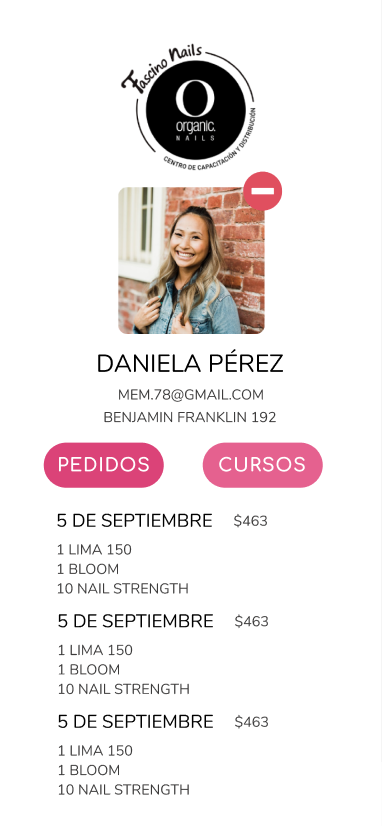 Fascino Nails
O
organic.
NAILS
CENTRO DE CAPACITACIÓN Y DISTRIBUCIÓN
DANIELA PÉREZ
MEM.78@GMAIL.COM
BENJAMIN FRANKLIN 192
PEDIDOS CURSOS
5 DE SEPTIEMBRE $463
1 LIMA 150
1 BLOOM
10 NAIL STRENGTH
5 DE SEPTIEMBRE $463
1 LIMA 150
1 BLOOM
10 NAIL STRENGTH
5 DE SEPTIEMBRE $463
1 LIMA 150
1 BLOOM
10 NAIL STRENGTH